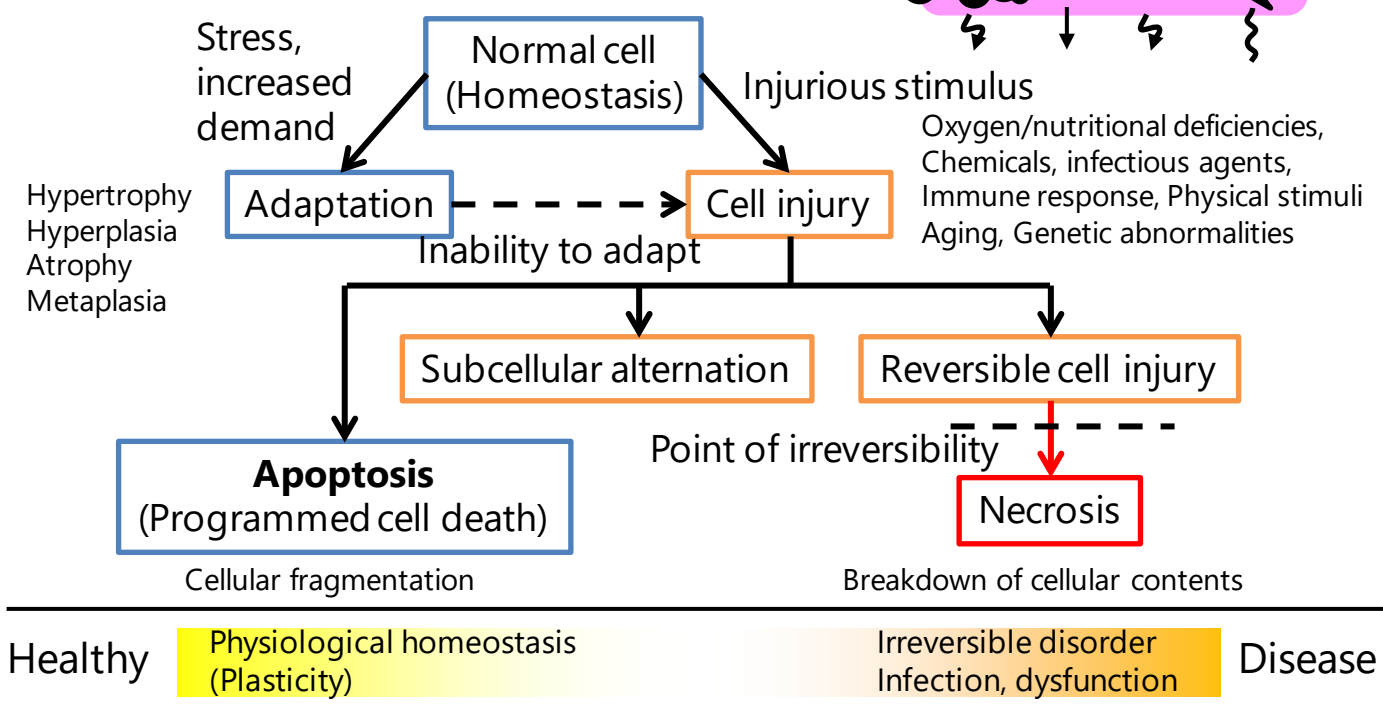 Stress,
increased
demand
Normal cell
(Homeostasis)
Injurious stimulus
Oxygen/nutritional deficiencies,
Chemicals, infectious agents,
Immune response, Physical stimuli
Aging, Genetic abnormalities
Hypertrophy
Hyperplasia
Atrophy
Metaplasia
Adaptation
Cell injury
Inability to adapt
Subcellular alternation
Reversible cell injury
Point of irreversibility
Apoptosis
(Programmed cell death)
Necrosis
Cellular fragmentation
Breakdown of cellular contents
Healthy
Physiological homeostasis
(Plasticity)
Irreversible disorder
Infection, dysfunction
Disease